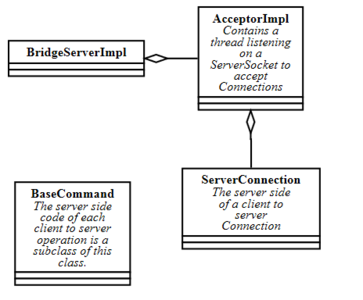 BridgeServerImpl
AcceptorImpl
Contains a
thread listening
on a
ServerSocket to
accept
Connections
BaseCommand
The server side
code of each
client to server
operation is a
subclass of this
class.
ServerConnection
The server side
of a client to
server
Connection